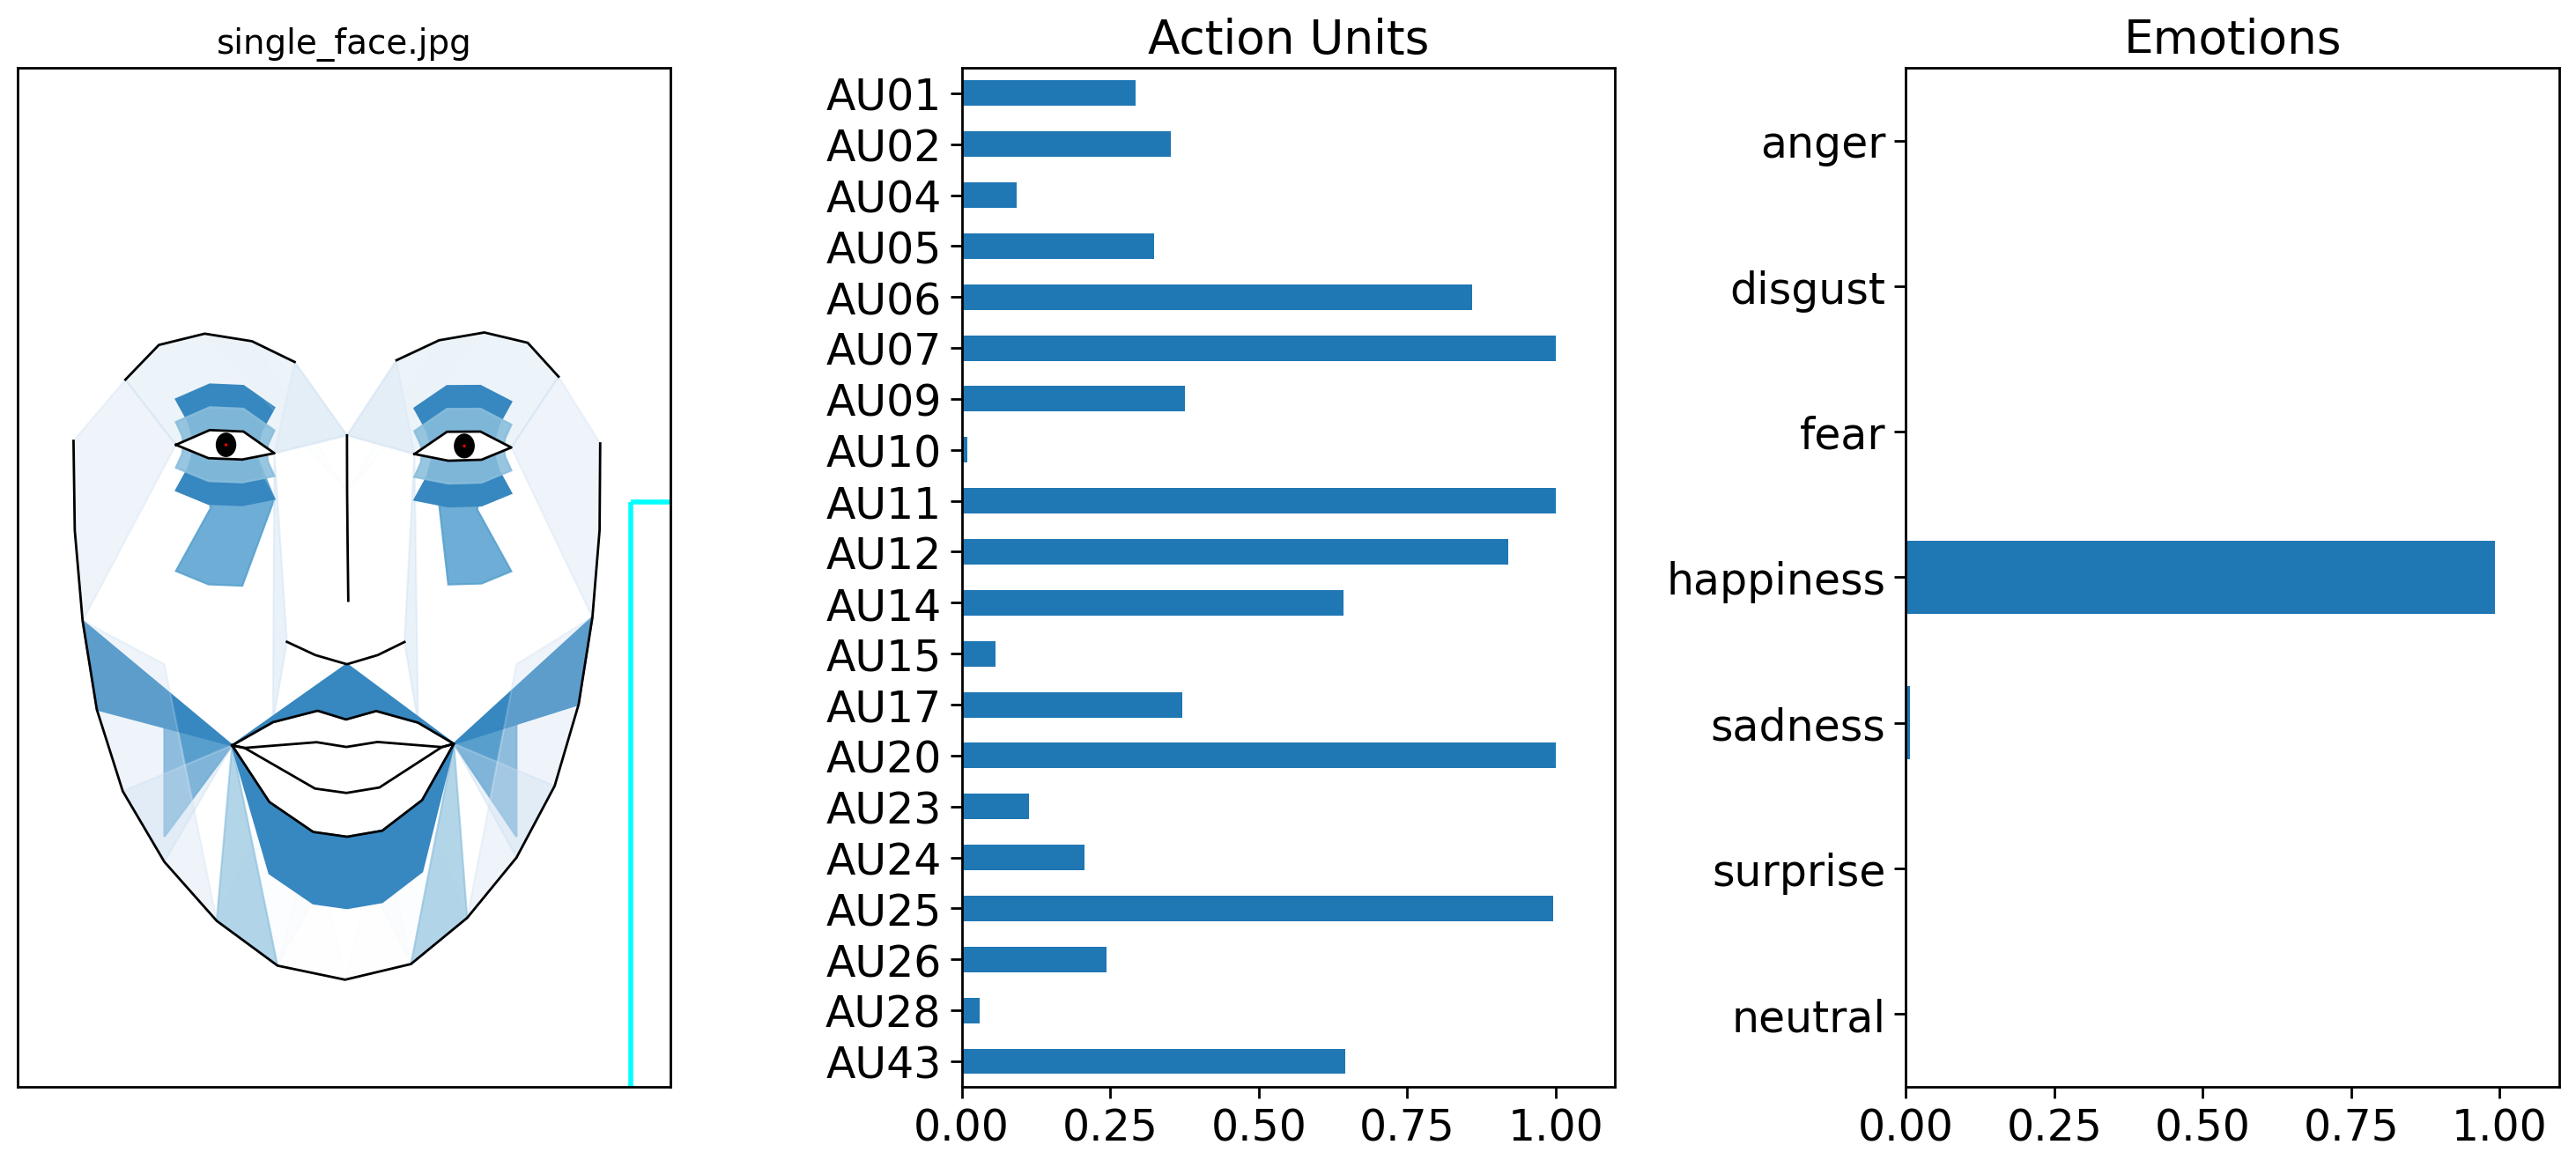 single_face.jpg
Action Units
AU01
AU02
AU04
AU05
AU06
AU07
AU09
AU10
AU11
AU12
AU14
AU15
AU17
AU20
AU23
AU24
AU25
AU26
AU28
AU43
0.00 0.25 0.50 0.75 1.00
Emotions
anger
disgust
fear
happiness
sadness
surprise
neutral
0.00 0.25 0.50 0.75 1.00